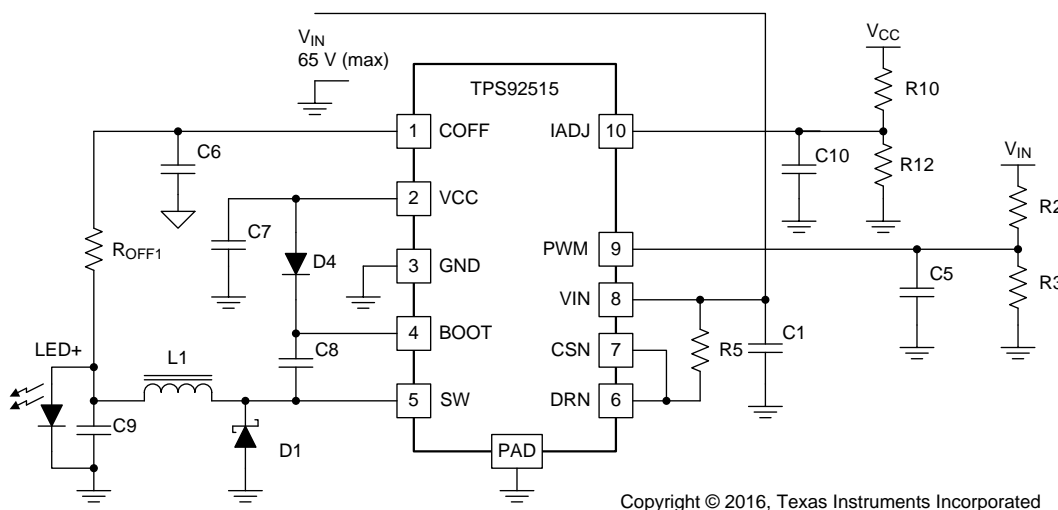 VIN
65 V (max)
TPS92515
VCC
R10
1
COFF
IADJ
10
C6
C10
R12
VIN
2
VCC
R2
C7
ROFF1
D4
PWM
9
3
GND
C5
R3
VIN
8
4
BOOT
C1
LED+
L1
C8
CSN
7
R5
5
SW
DRN
6
C9
D1
PAD
Copyright © 2016, Texas Instruments Incorporated